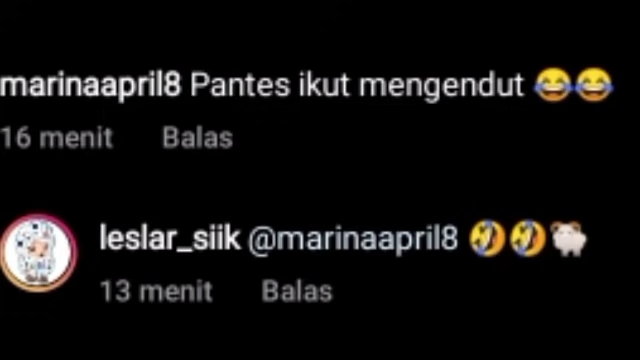 marinaapril8 Pantes ikut mengendut 😂😂
16 menit Balas
leslar_siik @marinaapril8 🤣🤣🐑
13 menit Balas